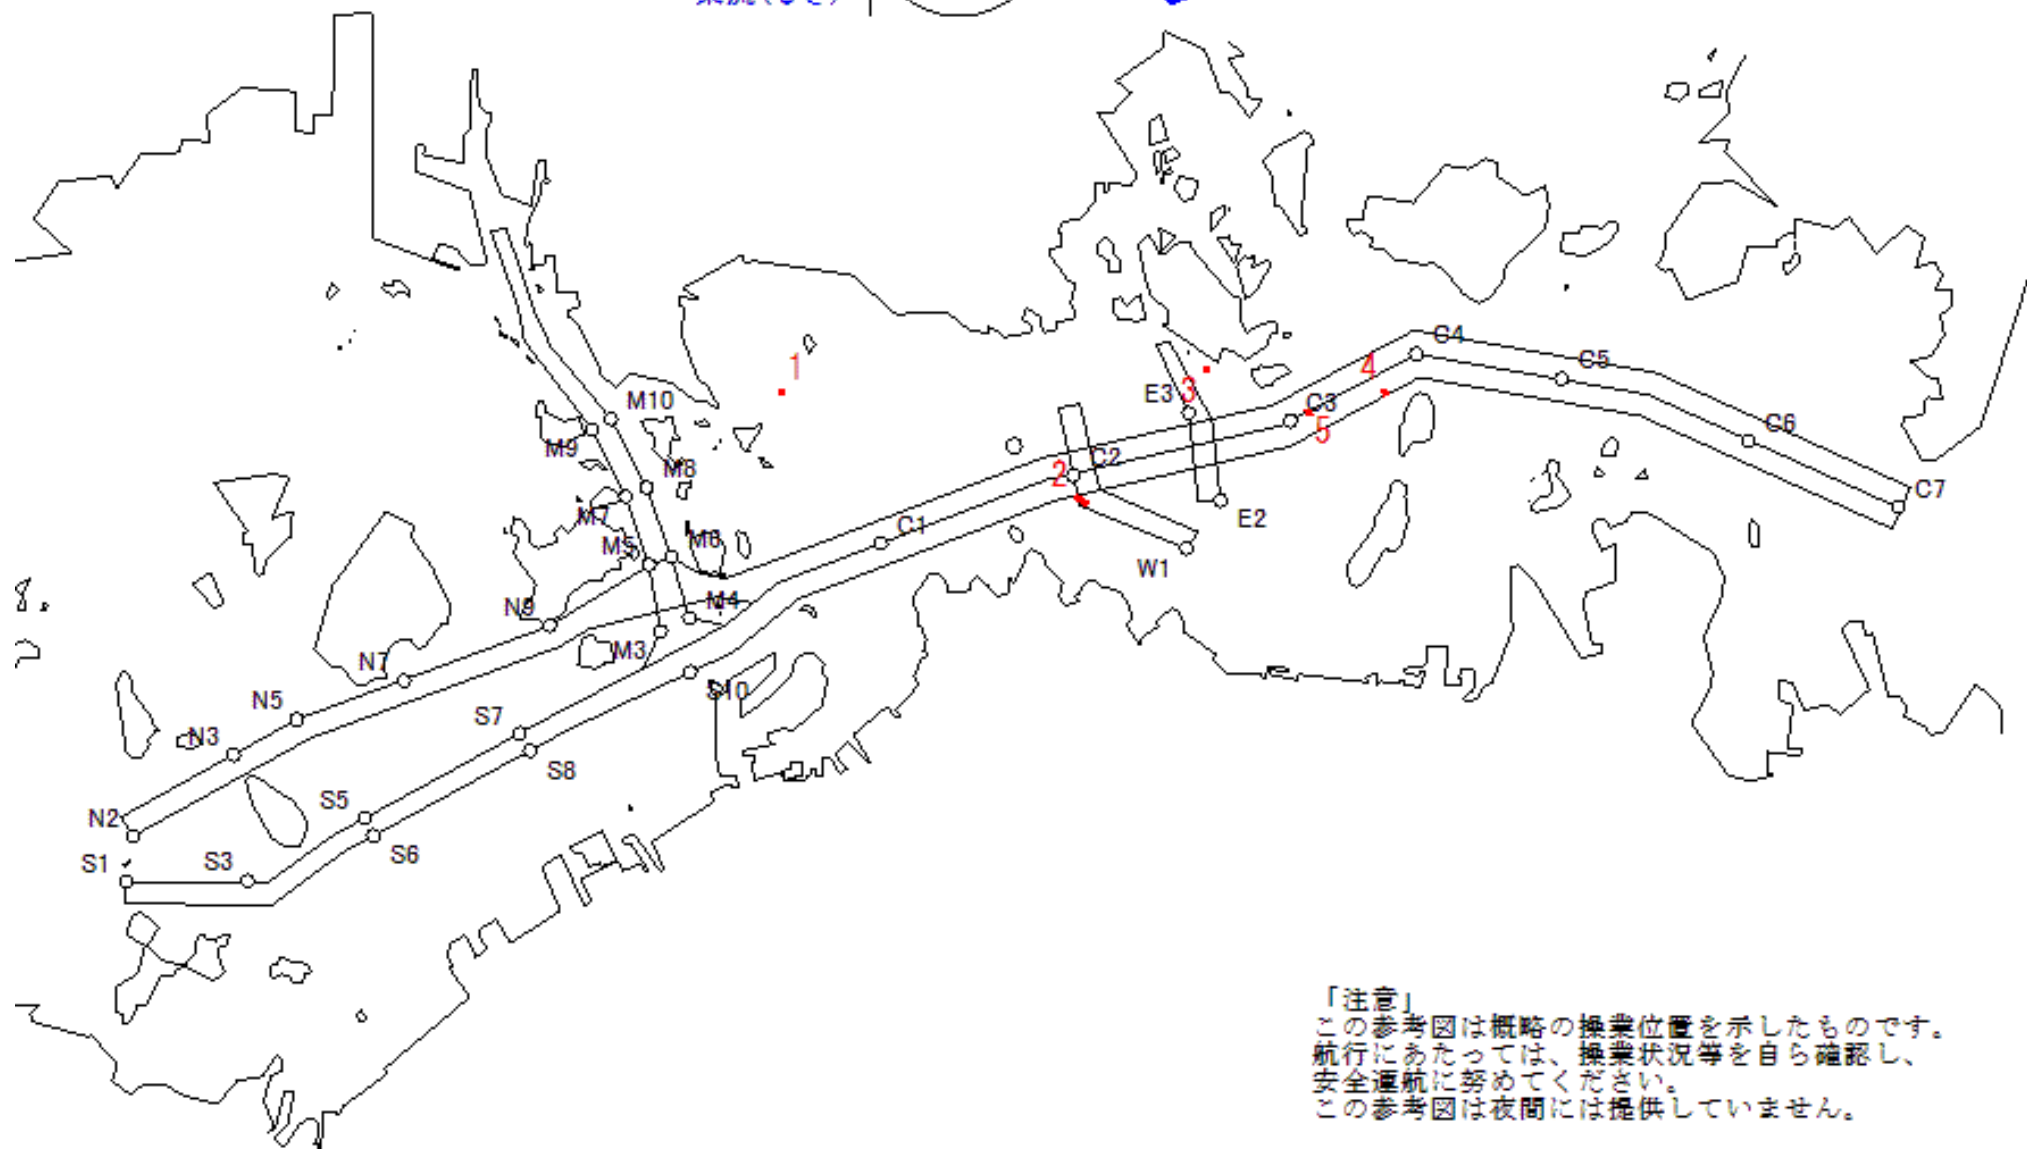 1
C4
4
C5
M10
E3
3
C3
5
C6
M9
M8
2
C2
C7
M7
E2
C1
M5
M6
W1
N9
M4
M3
N7
S10
N5
S7
N3
S8
S5
N2
S6
S1
S3
「注意」
この参考図は概略の操業位置を示したものです。
航行にあたっては、操業状況等を自ら確認し、
安全運航に努めてください。
この参考図は夜間には提供していません。